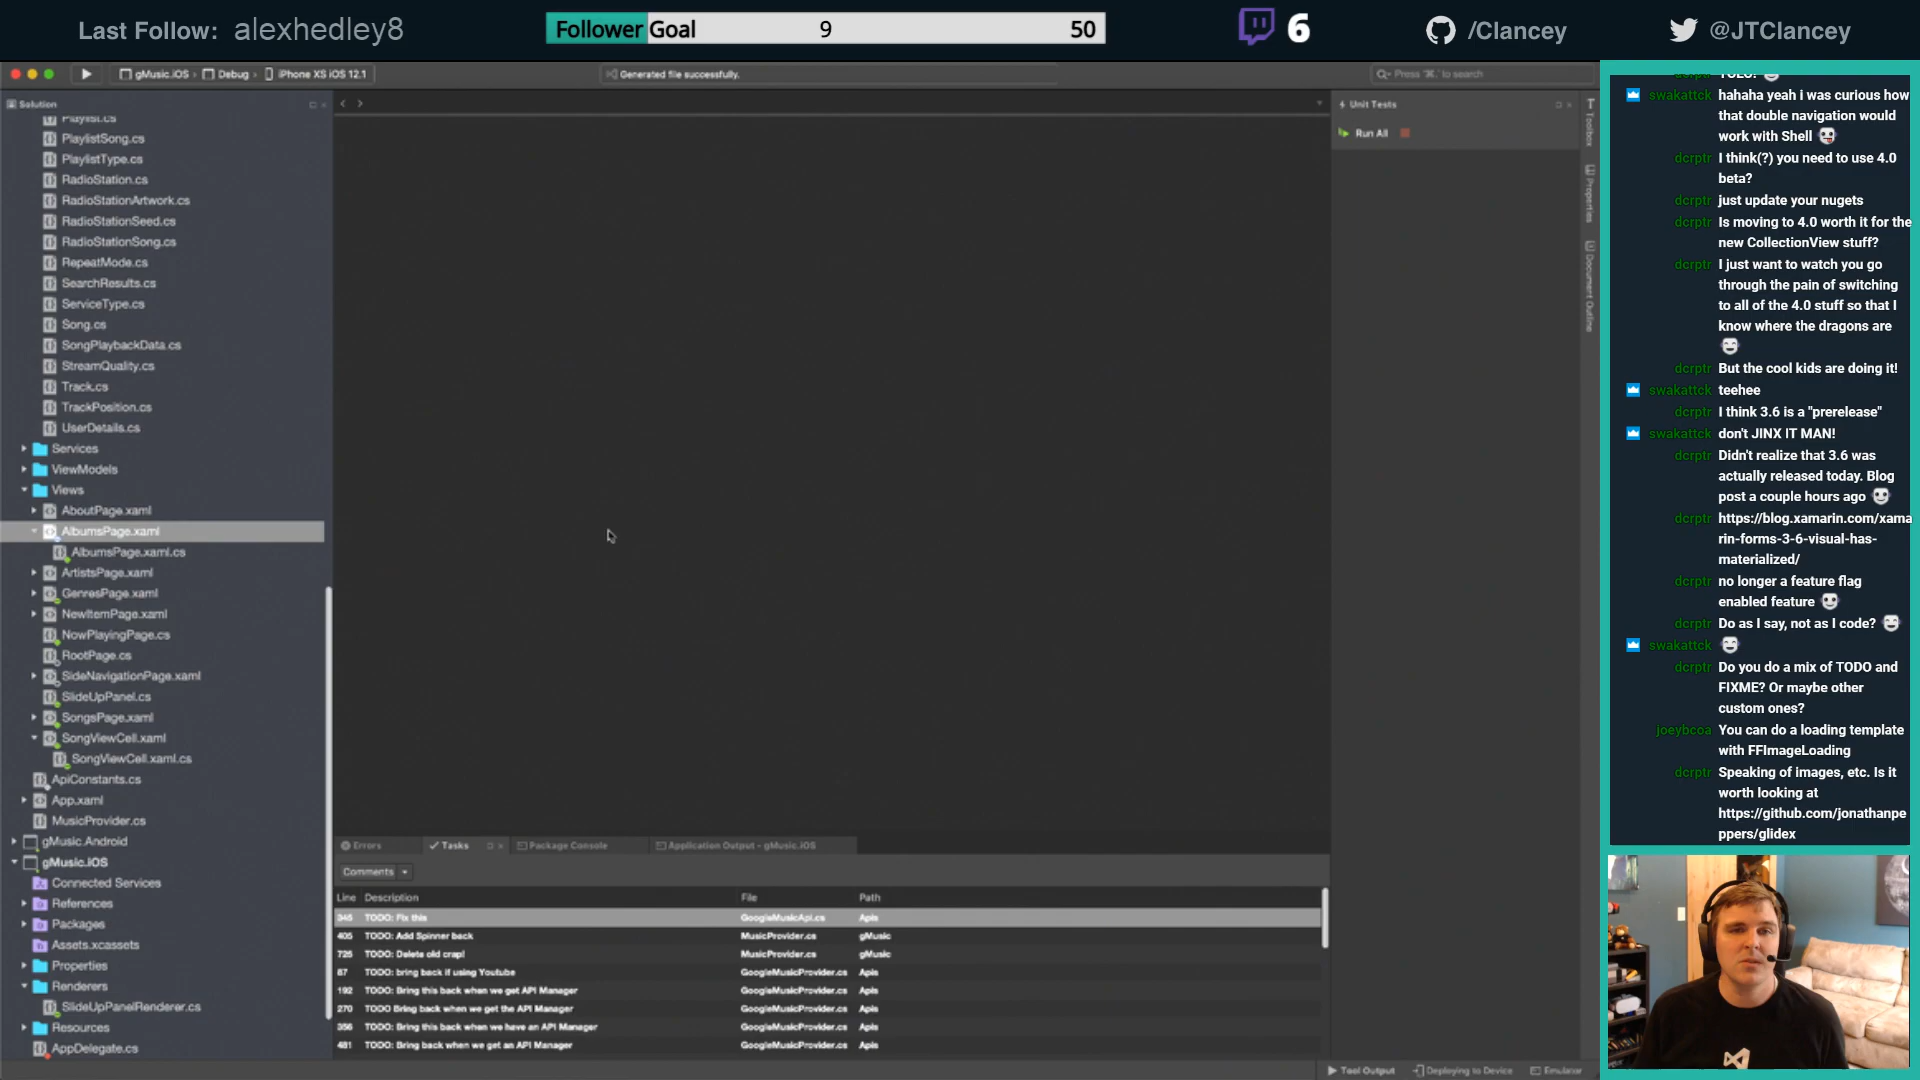 Last Follow: alexhedley8
Follower Goal 9 50
6
/Clancey
@JTClancey
gMusic.iOS › Debug › iPhone XS iOS 12.1
Generated file successfully.
Press '⌘.' to search
Solution
Playlist.cs
PlaylistSong.cs
PlaylistType.cs
RadioStation.cs
RadioStationArtwork.cs
RadioStationSeed.cs
RadioStationSong.cs
RepeatMode.cs
SearchResults.cs
ServiceType.cs
Song.cs
SongPlaybackData.cs
StreamQuality.cs
Track.cs
TrackPosition.cs
UserDetails.cs
Services
ViewModels
Views
AboutPage.xaml
AlbumsPage.xaml
AlbumsPage.xaml.cs
ArtistsPage.xaml
GenresPage.xaml
NewItemPage.xaml
NowPlayingPage.cs
RootPage.cs
SideNavigationPage.xaml
SlideUpPanel.cs
SongsPage.xaml
SongViewCell.xaml
SongViewCell.xaml.cs
ApiConstants.cs
App.xaml
MusicProvider.cs
gMusic.Android
gMusic.iOS
Connected Services
References
Packages
Assets.xcassets
Properties
Renderers
SlideUpPanelRenderer.cs
Resources
AppDelegate.cs
Errors
Tasks
Package Console
Application Output - gMusic.iOS
Comments
Line Description File Path
345 TODO: Fix this GoogleMusicApi.cs Apis
405 TODO: Add Spinner back MusicProvider.cs gMusic
725 TODO: Delete old crap! MusicProvider.cs gMusic
87 TODO: bring back if using Youtube GoogleMusicProvider.cs Apis
192 TODO: Bring this back when we get API Manager GoogleMusicProvider.cs Apis
270 TODO Bring back when we get the API Manager GoogleMusicProvider.cs Apis
356 TODO: Bring this back when we have an API Manager GoogleMusicProvider.cs Apis
481 TODO: Bring back when we get an API Manager GoogleMusicProvider.cs Apis
Unit Tests
Run All
Toolbox
Properties
Document Outline
Tool Output
Deploying to Device
Emulator
swakattck hahaha yeah i was curious how
that double navigation would
work with Shell
dcrptr I think(?) you need to use 4.0
beta?
dcrptr just update your nugets
dcrptr Is moving to 4.0 worth it for the
new CollectionView stuff?
dcrptr I just want to watch you go
through the pain of switching
to all of the 4.0 stuff so that I
know where the dragons are
dcrptr But the cool kids are doing it!
swakattck teehee
dcrptr I think 3.6 is a "prerelease"
swakattck don't JINX IT MAN!
dcrptr Didn't realize that 3.6 was
actually released today. Blog
post a couple hours ago
dcrptr https://blog.xamarin.com/xama
rin-forms-3-6-visual-has-
materialized/
dcrptr no longer a feature flag
enabled feature
dcrptr Do as I say, not as I code?
swakattck
dcrptr Do you do a mix of TODO and
FIXME? Or maybe other
custom ones?
joeybcoa You can do a loading template
with FFImageLoading
dcrptr Speaking of images, etc. Is it
worth looking at
https://github.com/jonathanpe
ppers/glidex